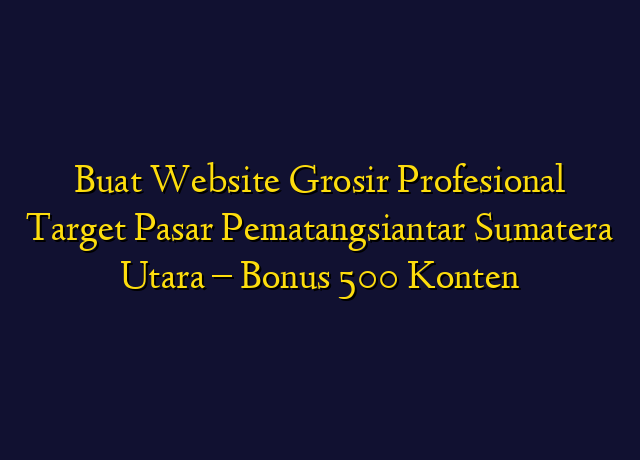 Buat Website Grosir Profesional
Target Pasar Pematangsiantar Sumatera
Utara – Bonus 500 Konten